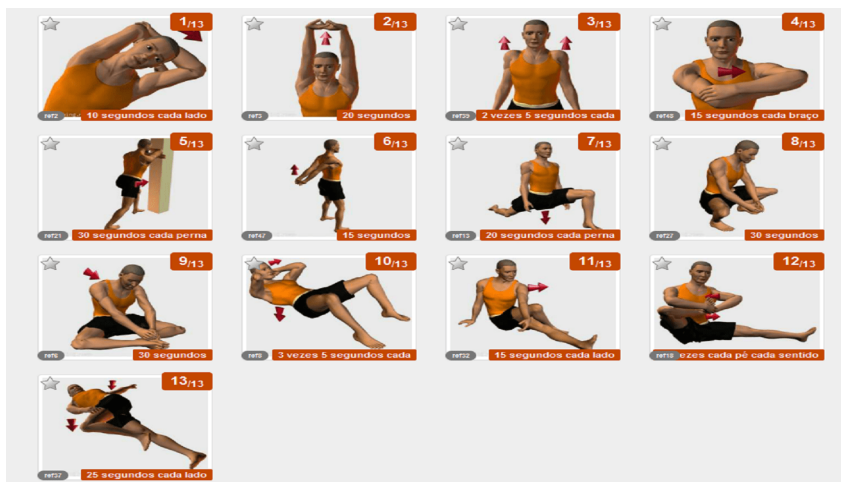 1/13
ref2 10 segundos cada lado
2/13
ref3 20 segundos
3/13
2 vezes 5 segundos cada
4/13
15 segundos cada braço
5/13
ref21 30 segundos cada perna
6/13
ref47 15 segundos
7/13
ref13 20 segundos cada perna
8/13
ref27 30 segundos
9/13
30 segundos
10/13
3 vezes 5 segundos cada
11/13
ref32 15 segundos cada lado
12/13
ref18 cada pé cada sentido
13/13
ref37 25 segundos cada lado